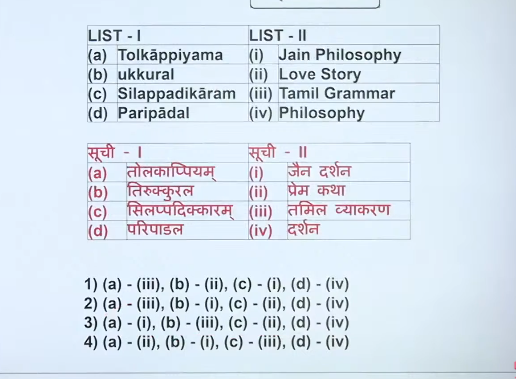 LIST - I LIST - II
(a) Tolkāppiyama (i) Jain Philosophy
(b) ukkural (ii) Love Story
(c) Silappadikāram (iii) Tamil Grammar
(d) Paripādal (iv) Philosophy
सूची - I सूची - II
(a) तोलकाप्पियम् (i) जैन दर्शन
(b) तिरुक्कुरल (ii) प्रेम कथा
(c) सिलप्पदिक्कारम् (iii) तमिल व्याकरण
(d) परिपाडल (iv) दर्शन
1) (a) - (iii), (b) - (ii), (c) - (i), (d) - (iv)
2) (a) - (iii), (b) - (i), (c) - (ii), (d) - (iv)
3) (a) - (i), (b) - (iii), (c) - (ii), (d) - (iv)
4) (a) - (ii), (b) - (i), (c) - (iii), (d) - (iv)